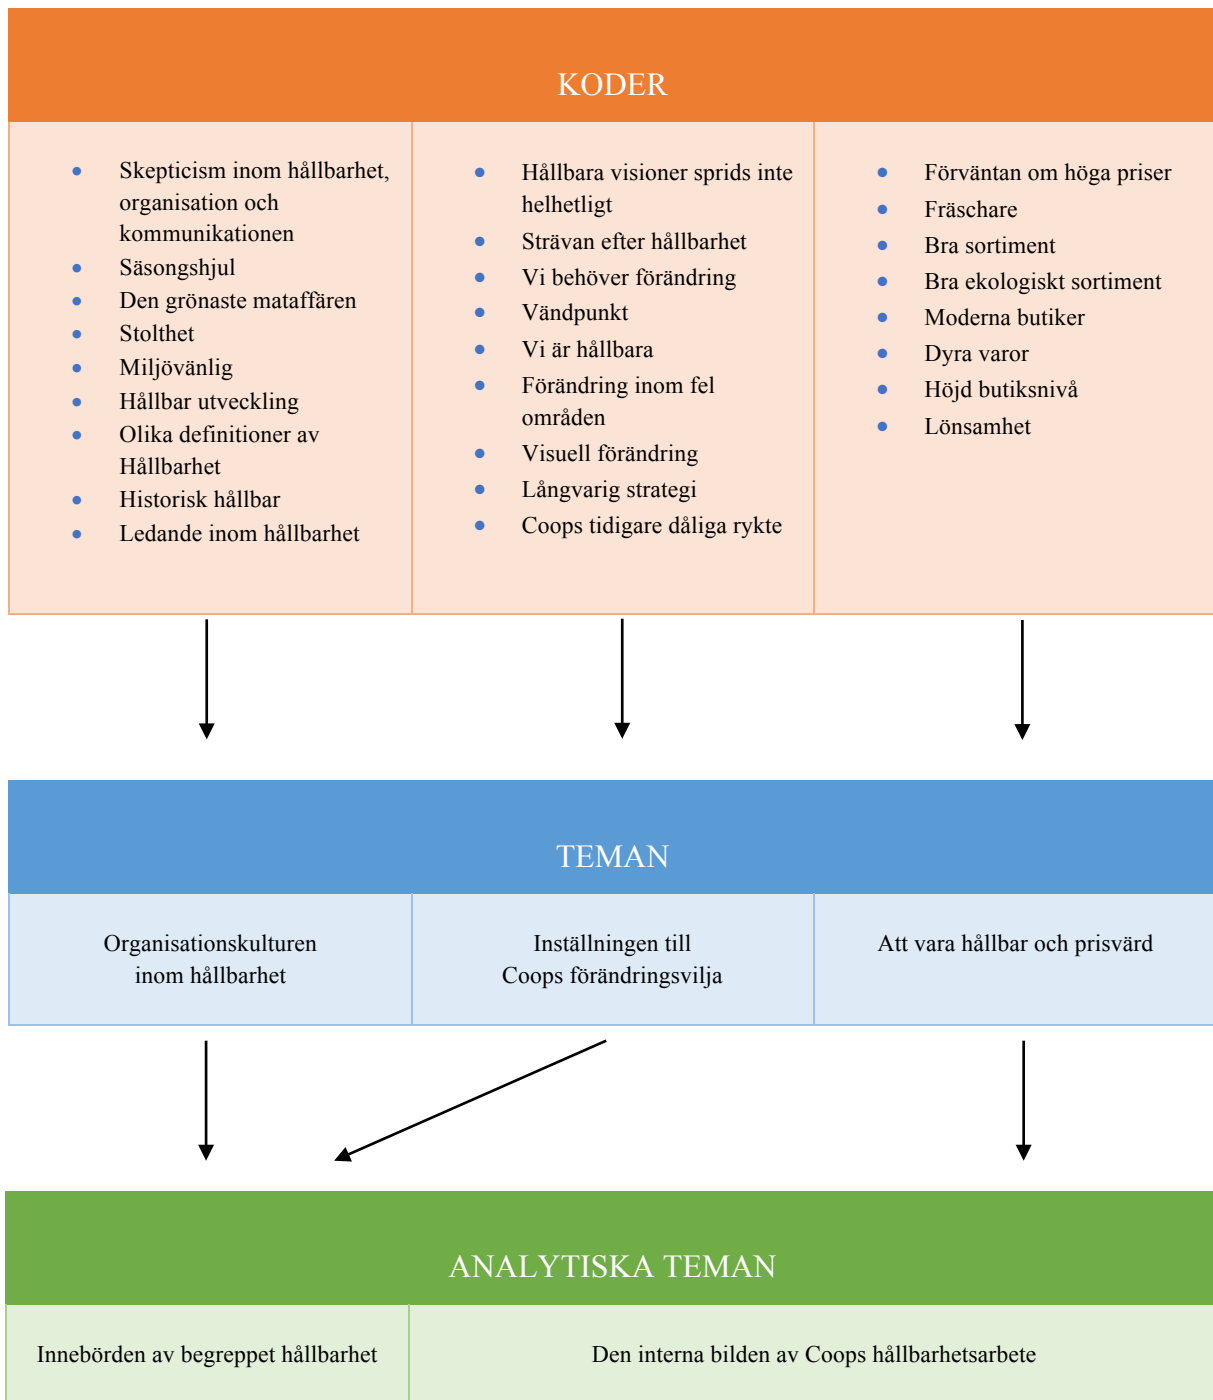 KODER
• Skepticism inom hållbarhet,
organisation och
kommunikationen
• Säsongshjul
• Den grönaste mataffären
• Stolthet
• Miljövänlig
• Hållbar utveckling
• Olika definitioner av
Hållbarhet
• Historisk hållbar
• Ledande inom hållbarhet
• Hållbara visioner sprids inte
helhetligt
• Strävan efter hållbarhet
• Vi behöver förändring
• Vändpunkt
• Vi är hållbara
• Förändring inom fel
områden
• Visuell förändring
• Långvarig strategi
• Coops tidigare dåliga rykte
• Förväntan om höga priser
• Fräschare
• Bra sortiment
• Bra ekologiskt sortiment
• Moderna butiker
• Dyra varor
• Höjd butiksnivå
• Lönsamhet
TEMAN
Organisationskulturen
inom hållbarhet
Inställningen till
Coops förändringsvilja
Att vara hållbar och prisvärd
ANALYTISKA TEMAN
Innebörden av begreppet hållbarhet
Den interna bilden av Coops hållbarhetsarbete